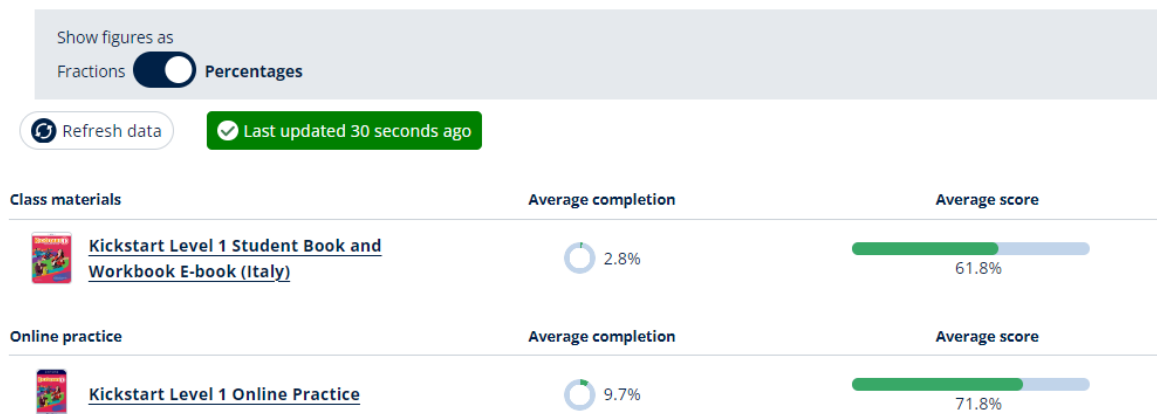 Show figures as
Fractions Percentages
Refresh data Last updated 30 seconds ago
Class materials Average completion Average score
Kickstart Level 1 Student Book and
Workbook E-book (Italy)
2.8%
61.8%
Online practice Average completion Average score
Kickstart Level 1 Online Practice 9.7%
71.8%